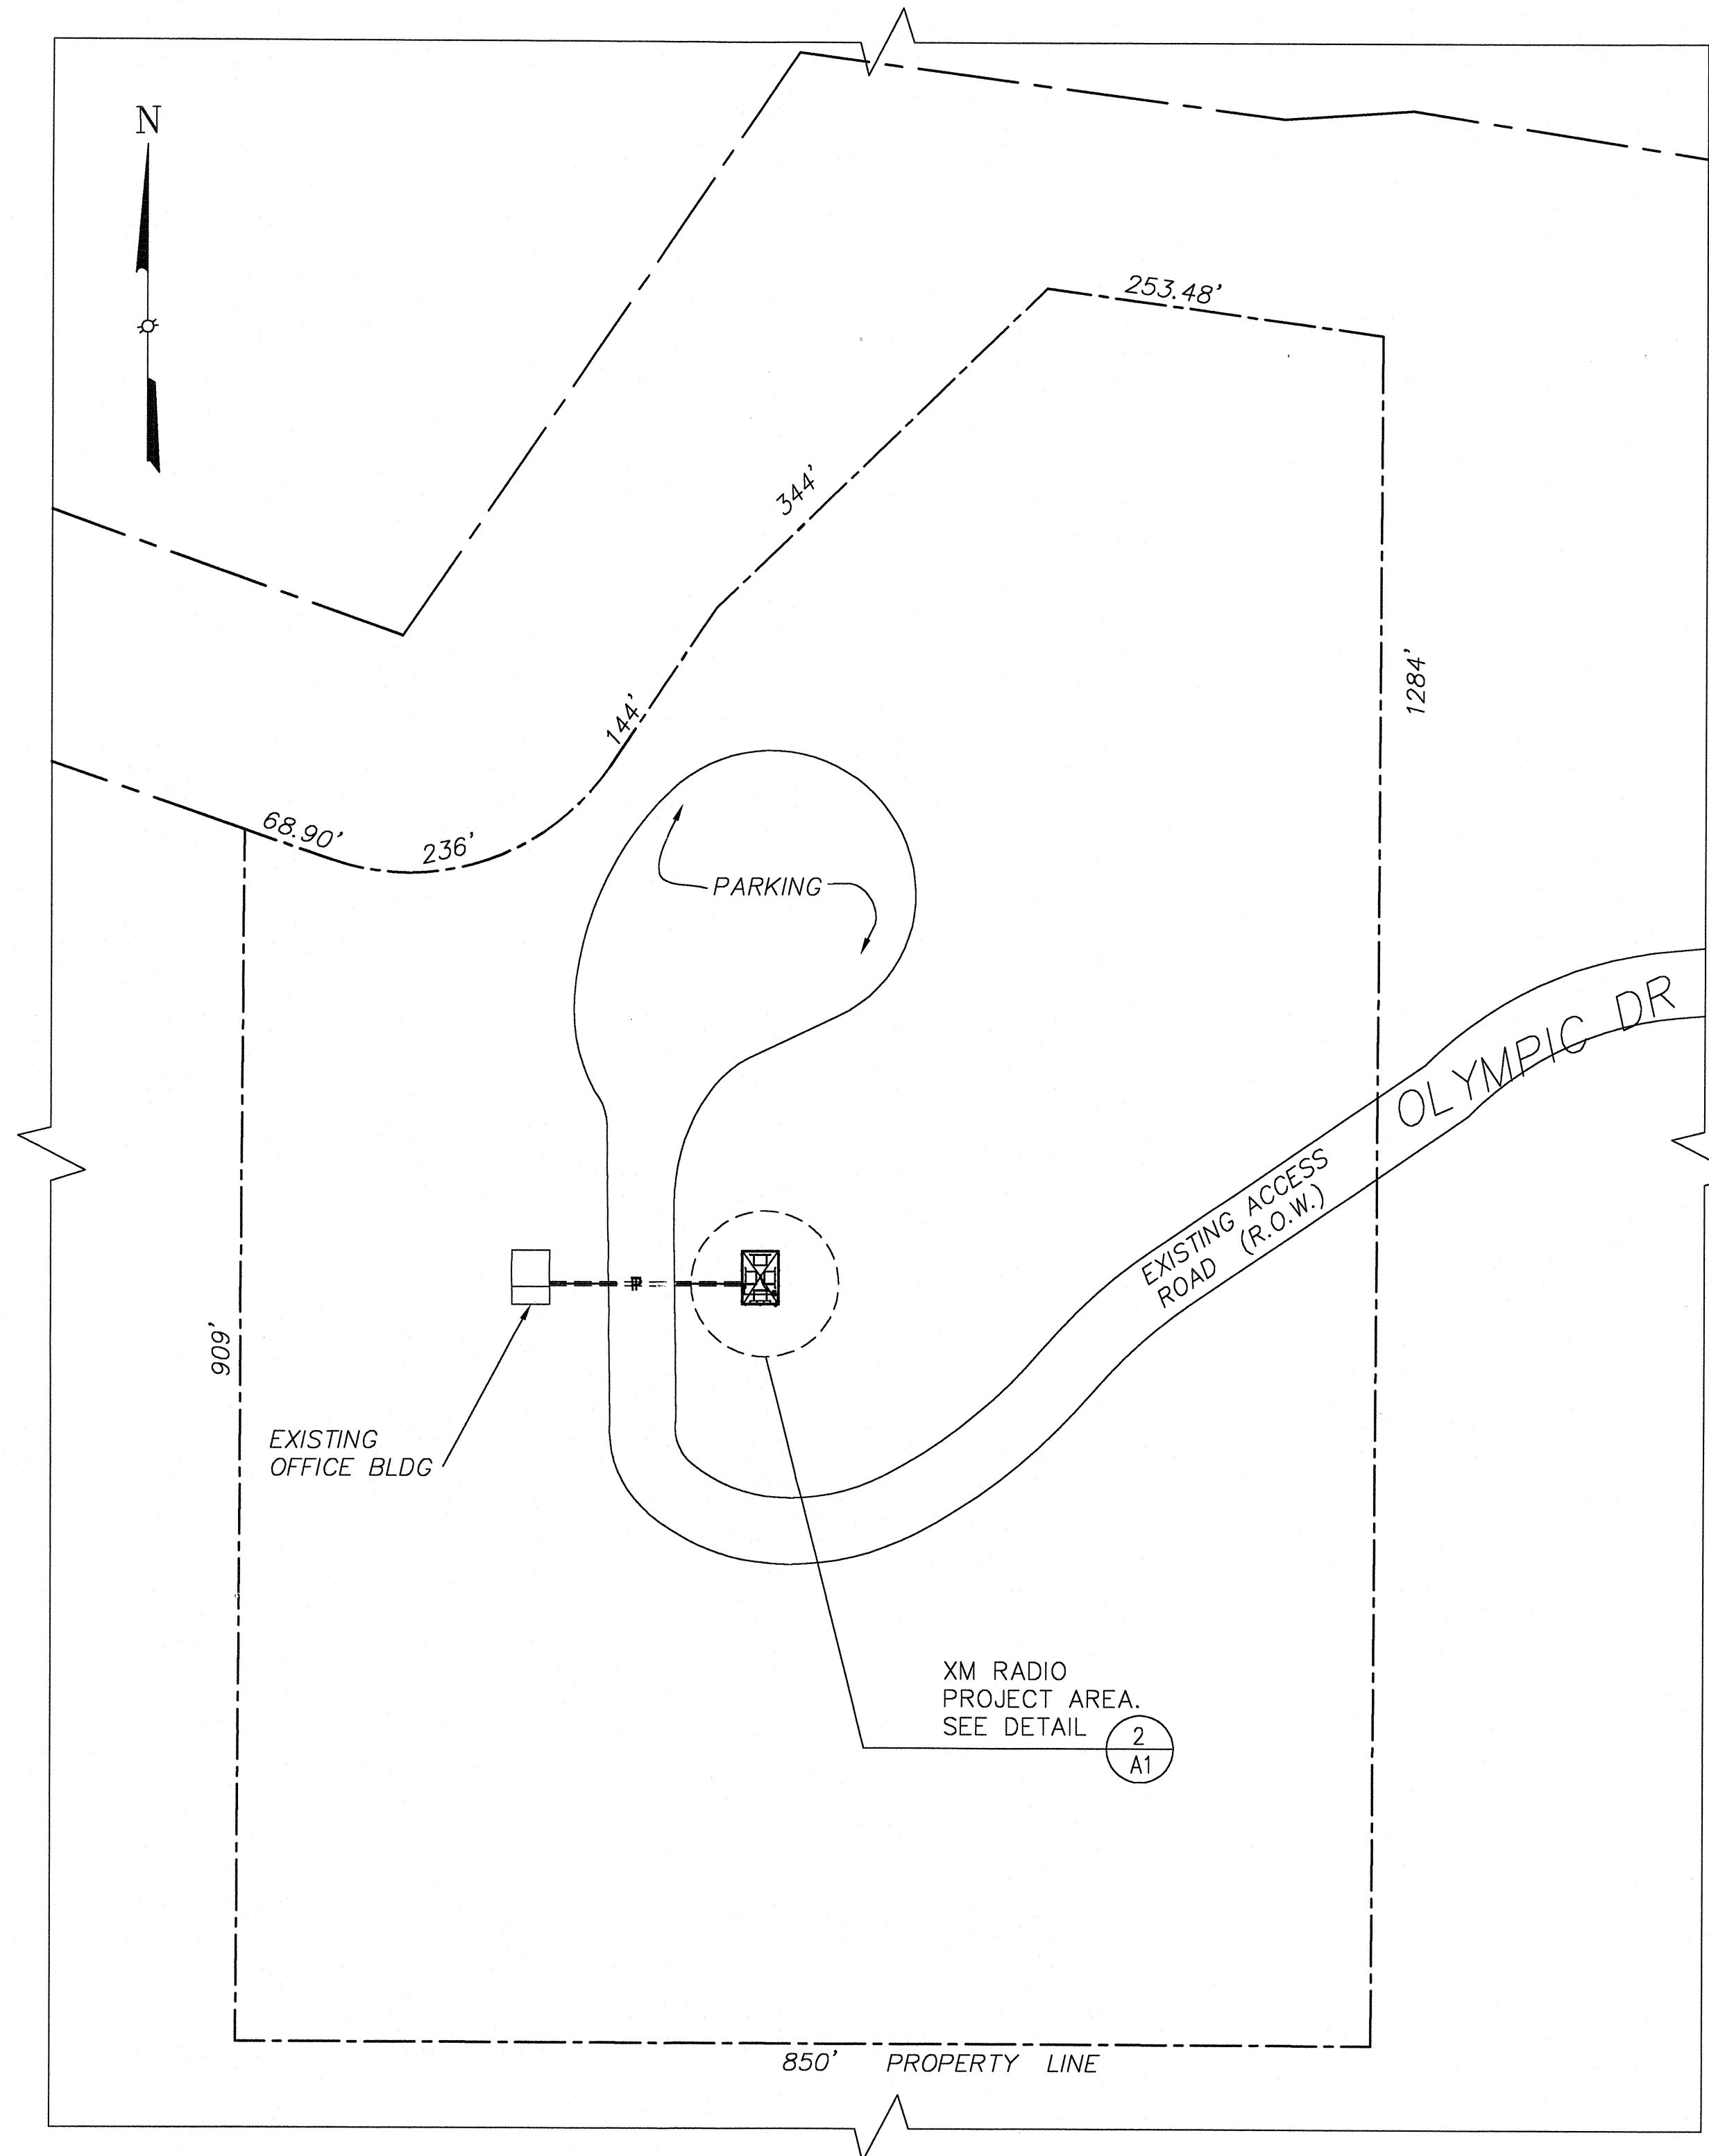 N
253.48'
344'
1284'
144'
68.90'
236'
PARKING
OLYMPIC DR
EXISTING ACCESS
ROAD (R.O.W.)
909'
EXISTING
OFFICE BLDG
XM RADIO
PROJECT AREA.
SEE DETAIL
2
A1
850' PROPERTY LINE